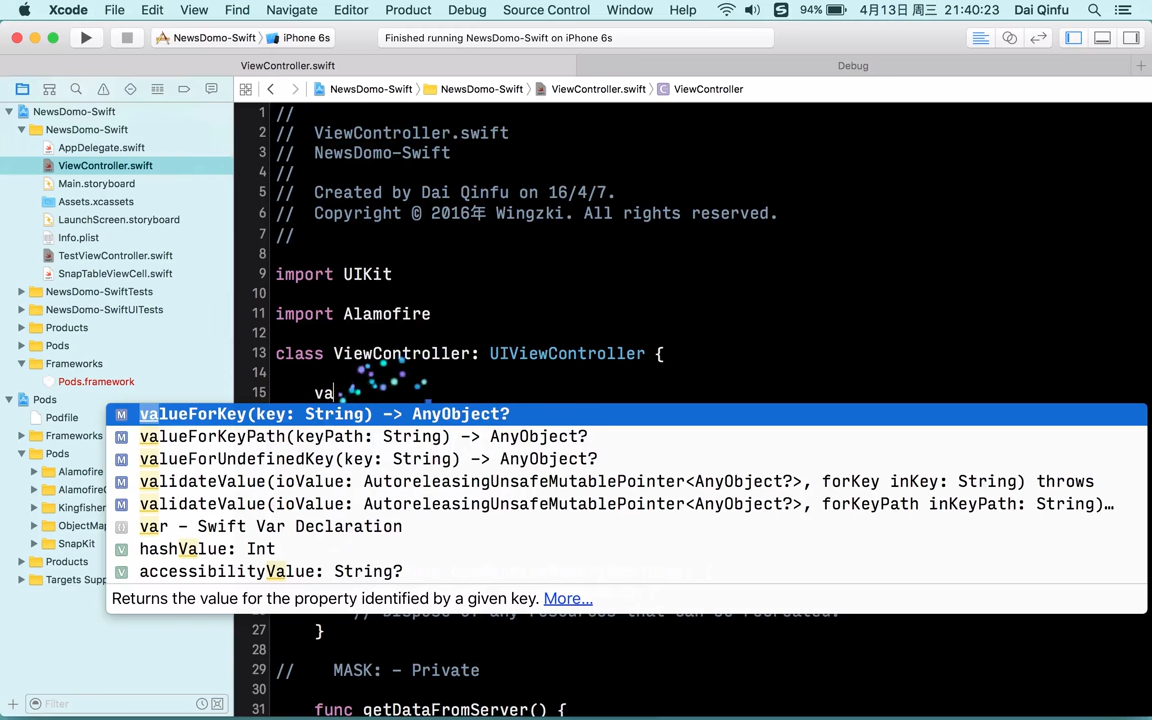 Xcode File Edit View Find Navigate Editor Product Debug Source Control Window Help 94% 4月13日 周三 21:40:23 Dai Qinfu
NewsDomo-Swift iPhone 6s Finished running NewsDomo-Swift on iPhone 6s
ViewController.swift Debug
NewsDomo-Swift NewsDomo-Swift ViewController.swift ViewController
NewsDomo-Swift
NewsDomo-Swift
AppDelegate.swift
ViewController.swift
Main.storyboard
Assets.xcassets
LaunchScreen.storyboard
Info.plist
TestViewController.swift
SnapTableViewCell.swift
NewsDomo-SwiftTests
NewsDomo-SwiftUITests
Products
Pods
Frameworks
Pods.framework
Pods
Podfile
Frameworks
Pods
Alamofire
Kingfisher
SnapKit
Products
Targets Supp
Filter
1 //
2 // ViewController.swift
3 // NewsDomo-Swift
4 //
5 // Created by Dai Qinfu on 16/4/7.
6 // Copyright © 2016年 Wingzki. All rights reserved.
7 //
8
9 import UIKit
10
11 import Alamofire
12
13 class ViewController: UIViewController {
14
15 va
valueForKey(key: String) -> AnyObject?
valueForKeyPath(keyPath: String) -> AnyObject?
valueForUndefinedKey(key: String) -> AnyObject?
validateValue(ioValue: AutoreleasingUnsafeMutablePointer<AnyObject?>, forKey inKey: String) throws
validateValue(ioValue: AutoreleasingUnsafeMutablePointer<AnyObject?>, forKeyPath inKeyPath: String)…
var – Swift Var Declaration
hashValue: Int
accessibilityValue: String?
Returns the value for the property identified by a given key. More...
27 }
28
29 // MASK: - Private
30
31 func getDataFromServer() {